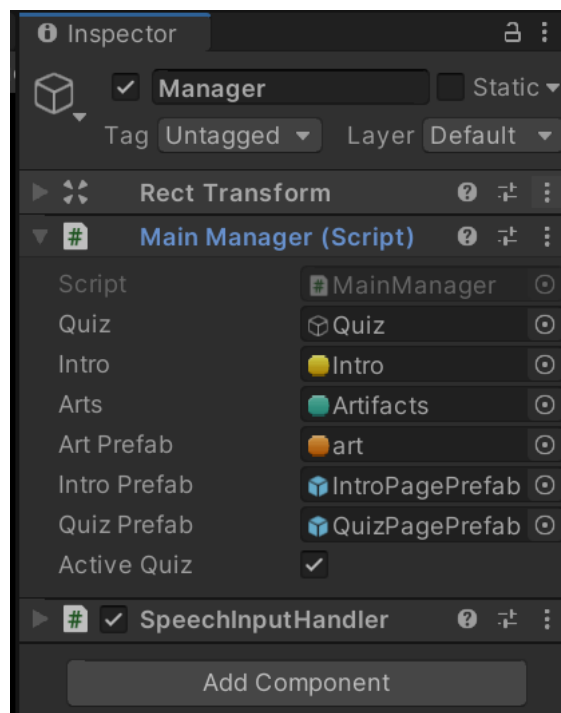 Inspector
Manager Static
Tag Untagged Layer Default
Rect Transform
# Main Manager (Script)
Script # MainManager
Quiz Quiz
Intro Intro
Arts Artifacts
Art Prefab art
Intro Prefab IntroPagePrefab
Quiz Prefab QuizPagePrefab
Active Quiz
# SpeechInputHandler
Add Component